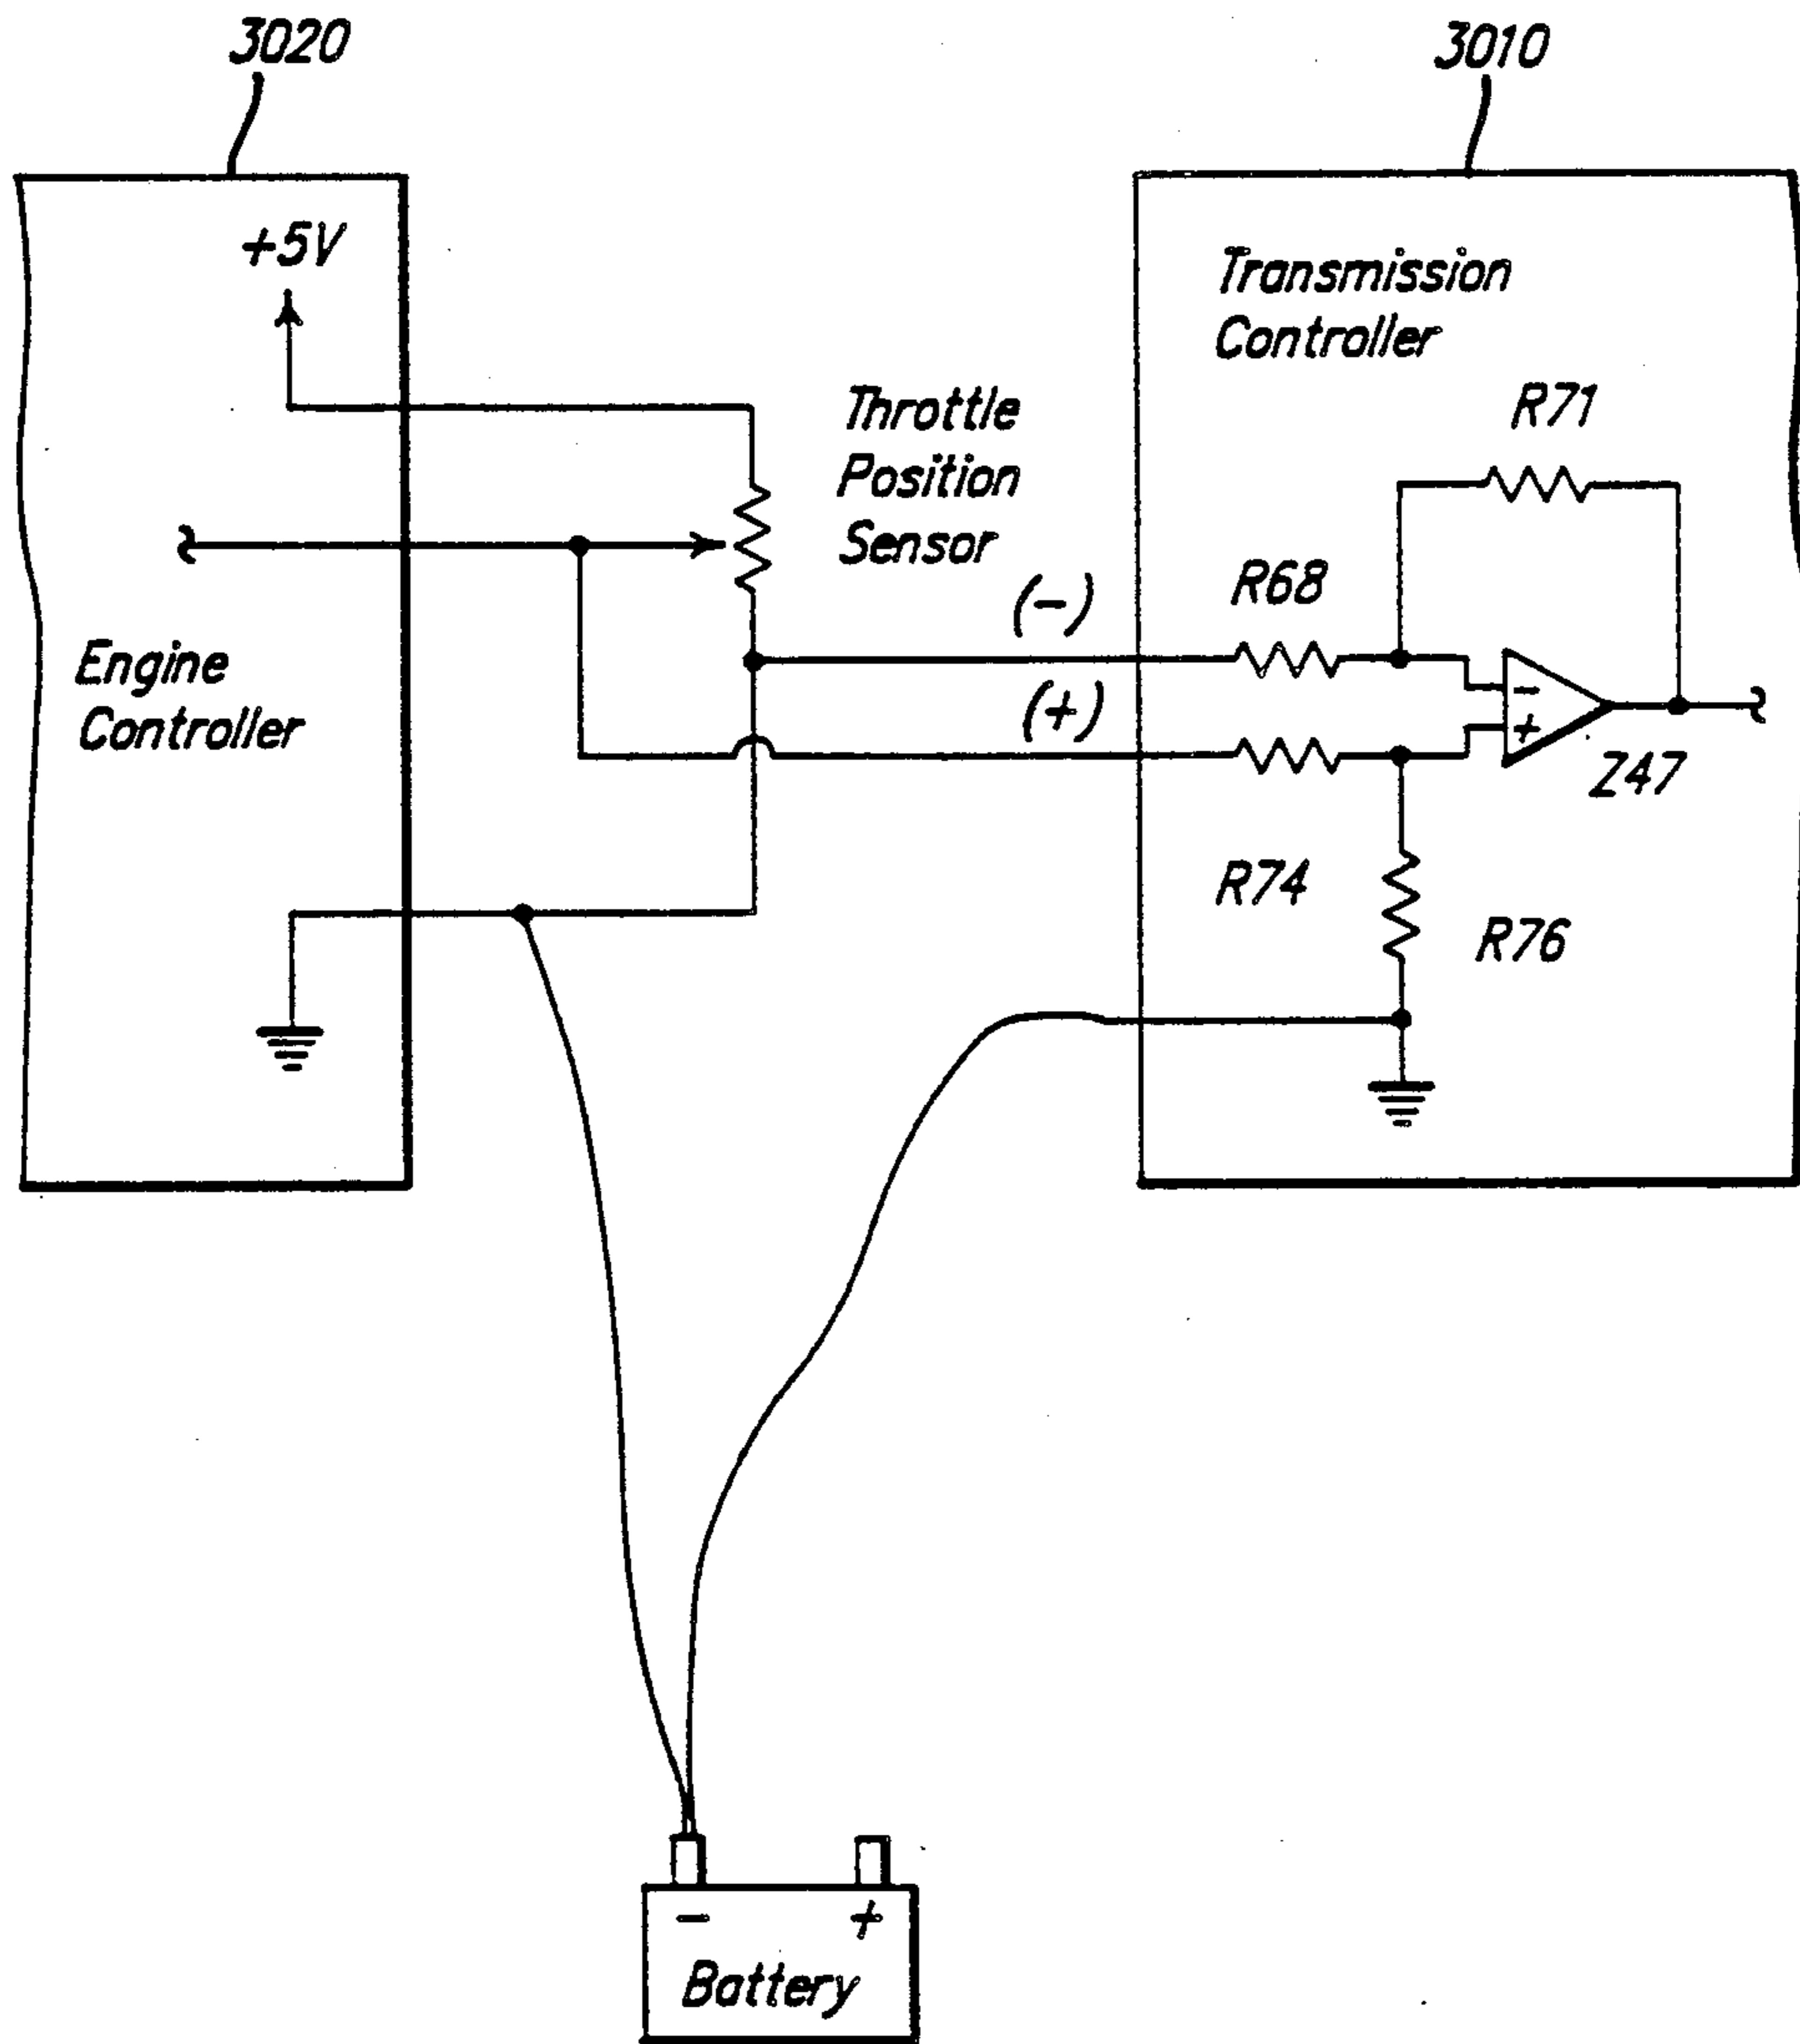 3020
3010
+5V
Transmission
Controller
R71
Throttle
Position
Sensor
(-)
R68
Engine
Controller
(+)
-
+
Z47
R74
R76
- +
Battery